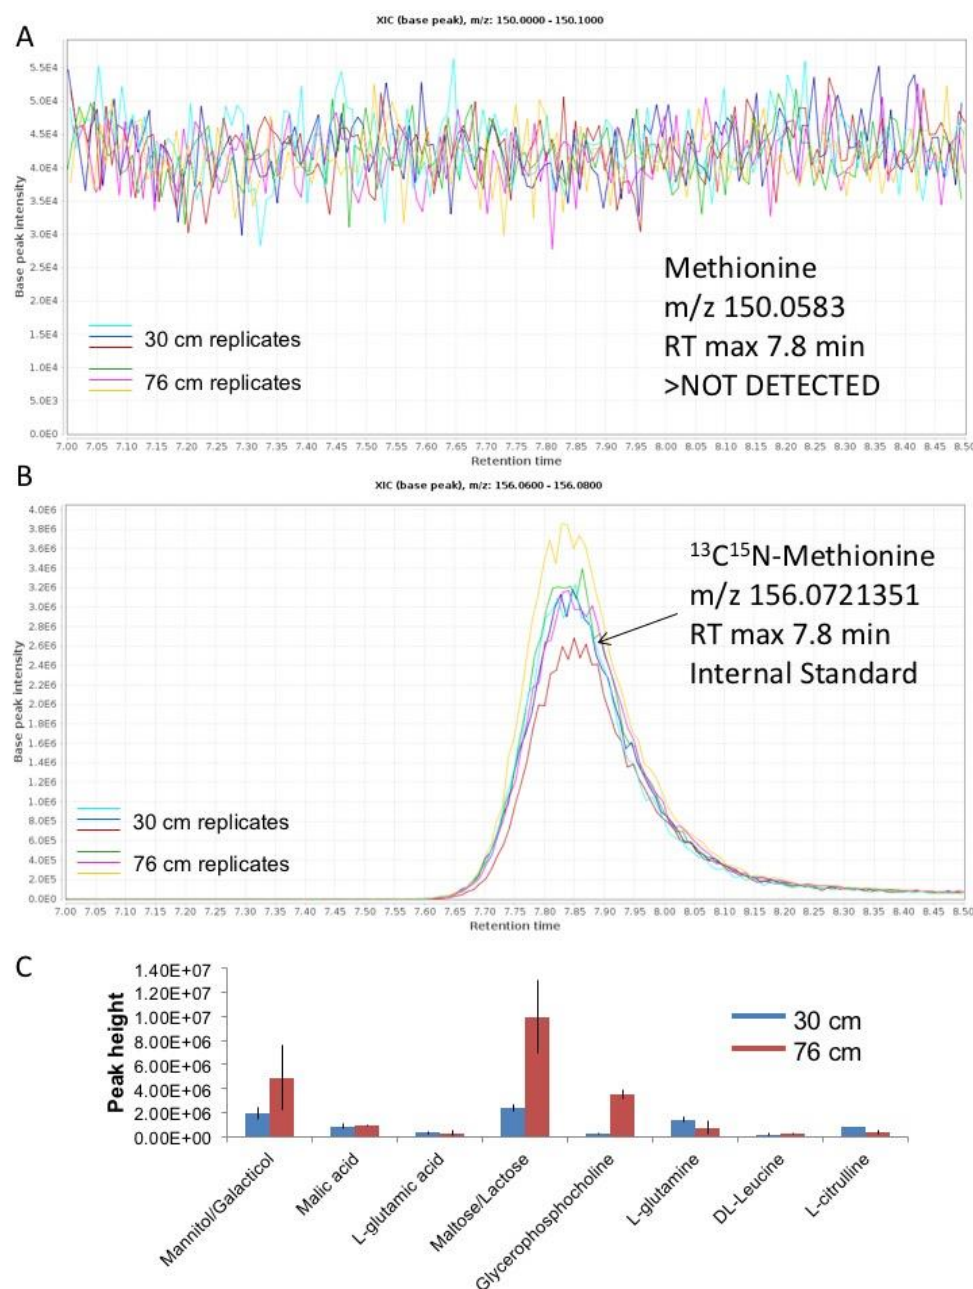 A
XIC (base peak), m/z: 150.0000 - 150.1000
5.5E4
5.0E4
4.5E4
4.0E4
3.5E4
3.0E4
2.5E4
2.0E4
1.5E4
1.0E4
5.0E3
0.0E0
Base peak intensity
Methionine
m/z 150.0583
RT max 7.8 min
>NOT DETECTED
30 cm replicates
76 cm replicates
7.00 7.05 7.10 7.15 7.20 7.25 7.30 7.35 7.40 7.45 7.50 7.55 7.60 7.65 7.70 7.75 7.80 7.85 7.90 7.95 8.00 8.05 8.10 8.15 8.20 8.25 8.30 8.35 8.40 8.45 8.50
Retention time
B
XIC (base peak), m/z: 156.0600 - 156.0800
4.0E6
3.8E6
3.6E6
3.4E6
3.2E6
3.0E6
2.8E6
2.6E6
2.4E6
2.2E6
2.0E6
1.8E6
1.6E6
1.4E6
1.2E6
1.0E6
8.0E5
6.0E5
4.0E5
2.0E5
0.0E0
Base peak intensity
¹³C¹⁵N-Methionine
m/z 156.0721351
RT max 7.8 min
Internal Standard
30 cm replicates
76 cm replicates
7.00 7.05 7.10 7.15 7.20 7.25 7.30 7.35 7.40 7.45 7.50 7.55 7.60 7.65 7.70 7.75 7.80 7.85 7.90 7.95 8.00 8.05 8.10 8.15 8.20 8.25 8.30 8.35 8.40 8.45 8.50
Retention time
C
Peak height
1.40E+07
1.20E+07
1.00E+07
8.00E+06
6.00E+06
4.00E+06
2.00E+06
0.00E+00
30 cm
76 cm
Mannitol/Galacticol
Malic acid
L-glutamic acid
Maltose/Lactose
Glycerophosphocholine
L-glutamine
DL-Leucine
L-citrulline